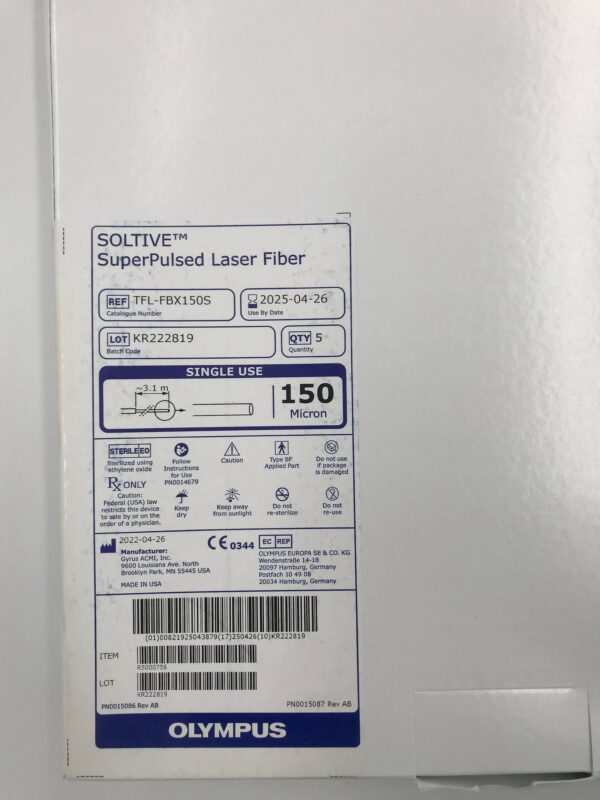 SOLTIVE™
SuperPulsed Laser Fiber
REF TFL-FBX150S
Catalogue Number
2025-04-26
Use By Date
LOT KR222819
Batch Code
QTY 5
Quantity
SINGLE USE
~3.1 m
150
Micron
STERILE EO
Sterilized using
ethylene oxide
Follow
Instructions
for Use
PN0014679
Caution
Type BF
Applied Part
Do not use
if package
is damaged
Rx ONLY
Caution:
Federal (USA) law
restricts this device
to sale by or on the
order of a physician.
Keep
dry
Keep away
from sunlight
Do not
re-sterilize
Do not
re-use
2022-04-26
Manufacturer:
Gyrus ACMI, Inc.
9600 Louisiana Ave. North
Brooklyn Park, MN 55445 USA
MADE IN USA
CE 0344
EC REP
OLYMPUS EUROPA SE & CO. KG
Wendenstraße 14-18
20097 Hamburg, Germany
Postfach 10 49 08
20034 Hamburg, Germany
(01)00821925043879(17)250426(10)KR222819
ITEM
RS000756
LOT
KR222819
PN0015086 Rev AB
PN0015087 Rev AB
OLYMPUS